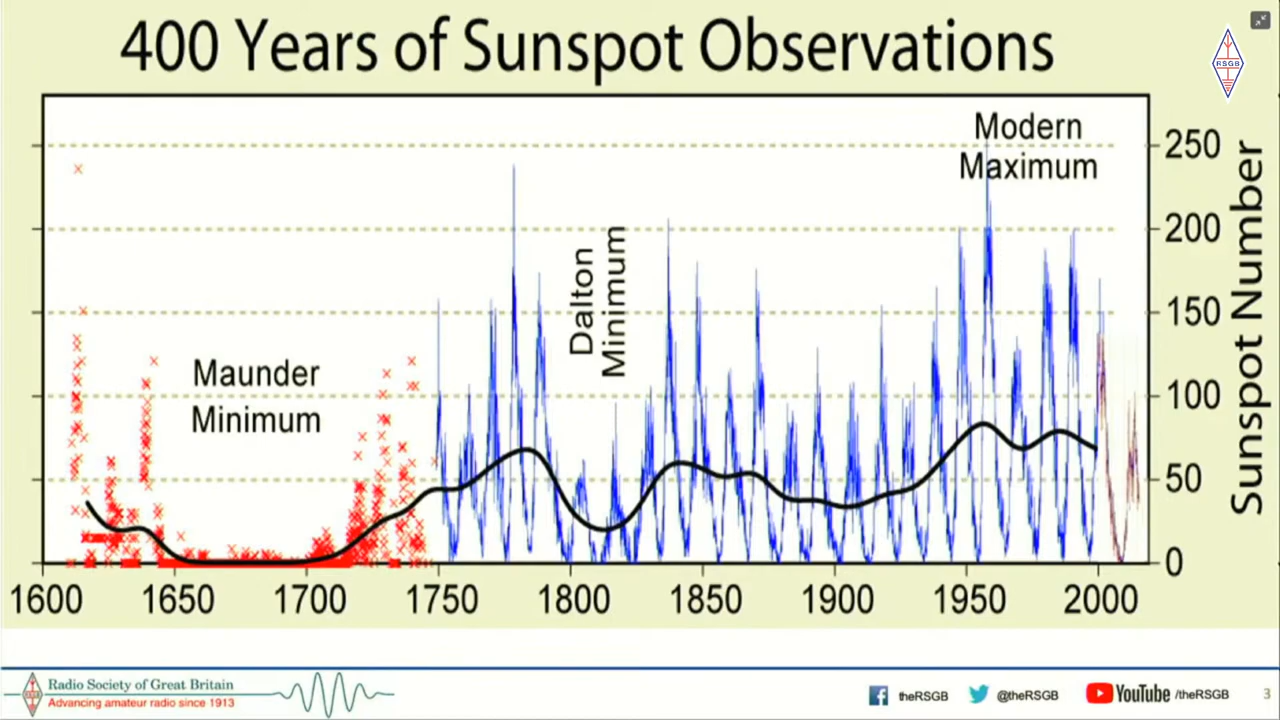 400 Years of Sunspot Observations
RSGB
Modern
Maximum
250
200
150
100
50
0
Sunspot Number
Dalton
Minimum
Maunder
Minimum
1600 1650 1700 1750 1800 1850 1900 1950 2000
Radio Society of Great Britain
Advancing amateur radio since 1913
theRSGB
@theRSGB
YouTube /theRSGB
3